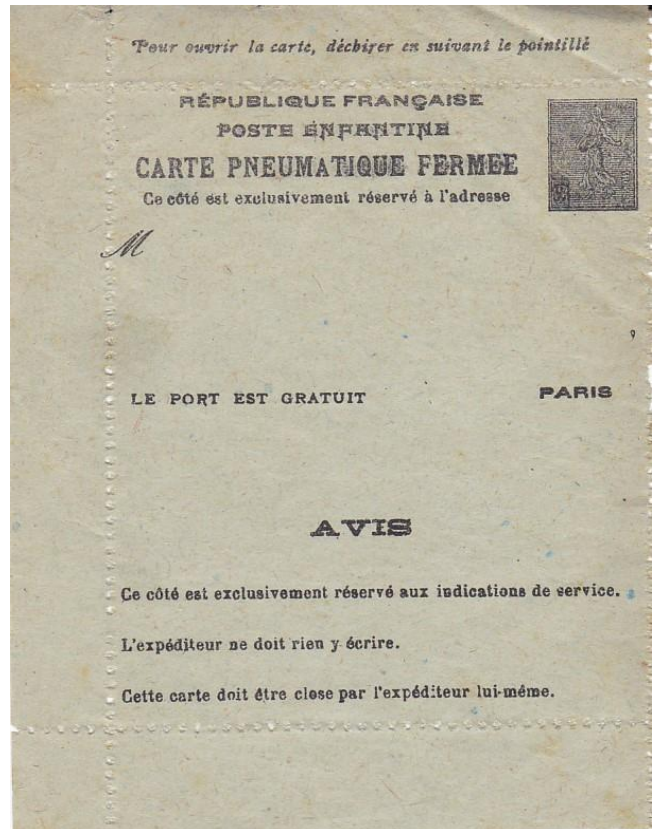 Pour ouvrir la carte, déchirer en suivant le pointillé
RÉPUBLIQUE FRANÇAISE
POSTE ENFANTINE
CARTE PNEUMATIQUE FERMÉE
Ce côté est exclusivement réservé à l'adresse
M
LE PORT EST GRATUIT
PARIS
AVIS
Ce côté est exclusivement réservé aux indications de service.
L'expéditeur ne doit rien y écrire.
Cette carte doit être close par l'expéditeur lui-même.